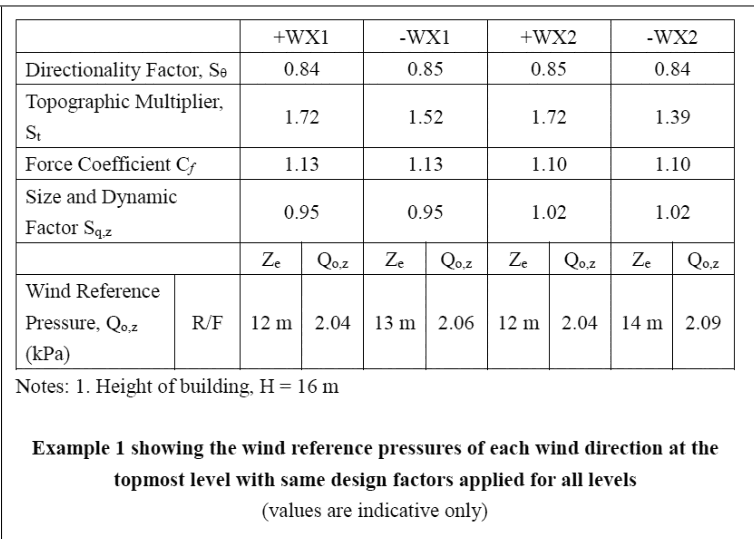 +WX1 -WX1 +WX2 -WX2
Directionality Factor, Sθ 0.84 0.85 0.85 0.84
Topographic Multiplier,
St 1.72 1.52 1.72 1.39
Force Coefficient Cf 1.13 1.13 1.10 1.10
Size and Dynamic
Factor Sq,z 0.95 0.95 1.02 1.02
Ze Qo,z Ze Qo,z Ze Qo,z Ze Qo,z
Wind Reference
Pressure, Qo,z R/F 12 m 2.04 13 m 2.06 12 m 2.04 14 m 2.09
(kPa)
Notes: 1. Height of building, H = 16 m
Example 1 showing the wind reference pressures of each wind direction at the
topmost level with same design factors applied for all levels
(values are indicative only)